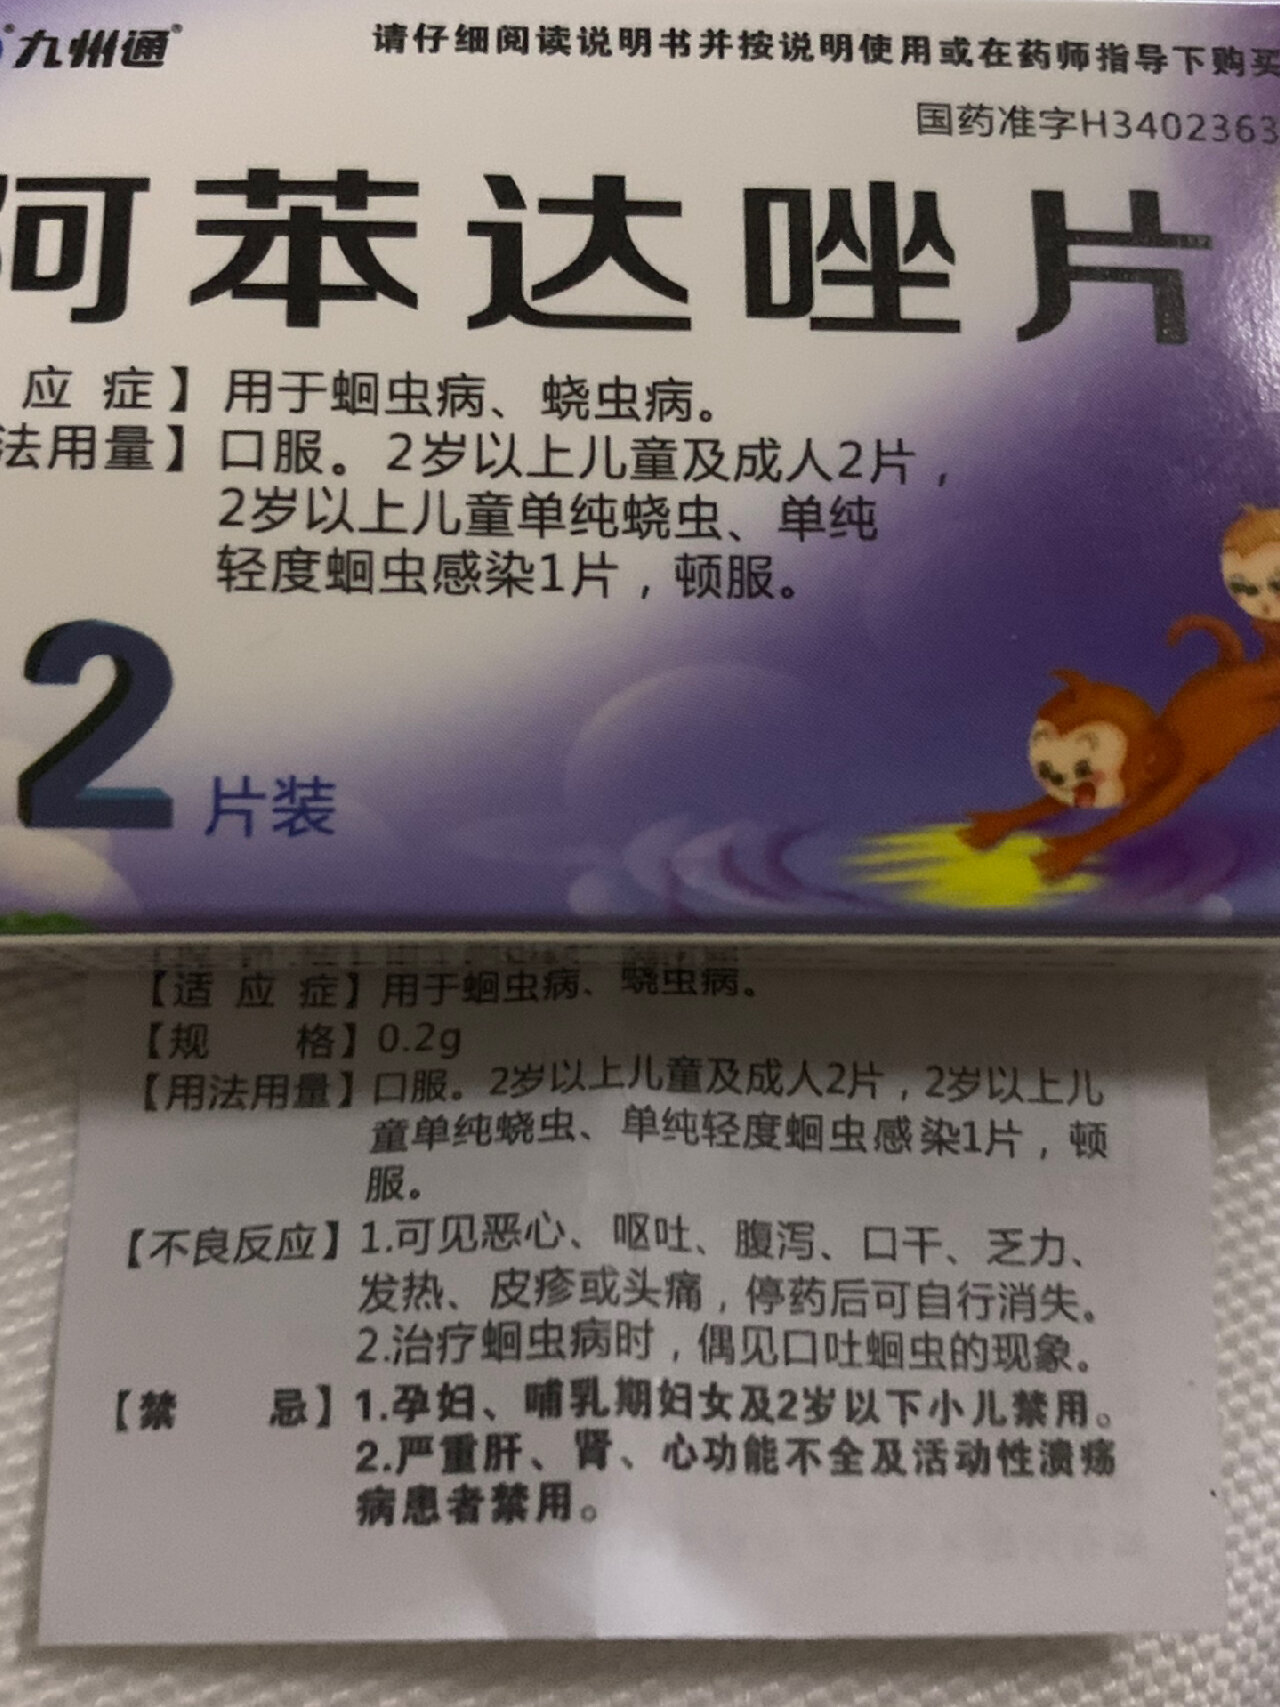 九州通
请仔细阅读说明书并按说明使用或在药师指导下购买
国药准字H3402363
阿苯达唑片
应 症】用于蛔虫病、蛲虫病。
法用量】口服。2岁以上儿童及成人2片，
2岁以上儿童单纯蛲虫、单纯
轻度蛔虫感染1片，顿服。
2片装
【适 应 症】用于蛔虫病、蛲虫病。
【规 格】0.2g
【用法用量】口服。2岁以上儿童及成人2片，2岁以上儿
童单纯蛲虫、单纯轻度蛔虫感染1片，顿
服。
【不良反应】1.可见恶心、呕吐、腹泻、口干、乏力、
发热、皮疹或头痛，停药后可自行消失。
2.治疗蛔虫病时，偶见口吐蛔虫的现象。
【禁 忌】1.孕妇、哺乳期妇女及2岁以下小儿禁用。
2.严重肝、肾、心功能不全及活动性溃疡
病患者禁用。